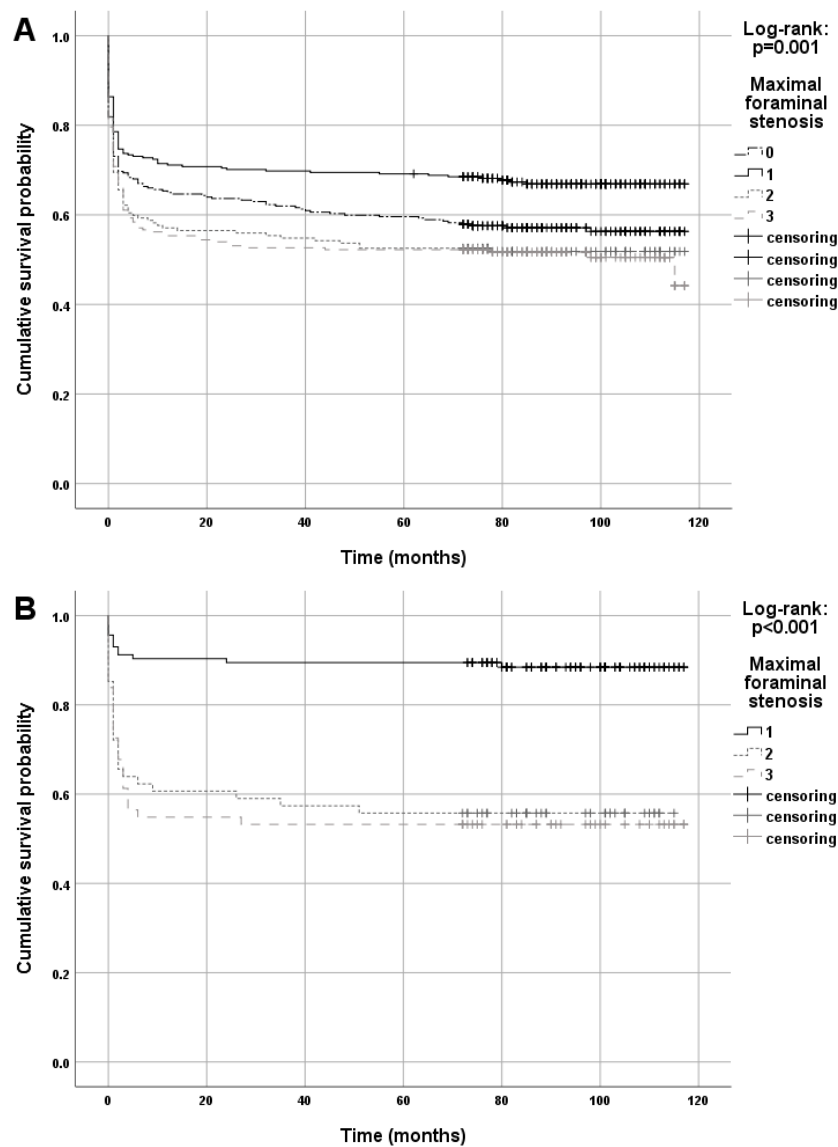 A
Log-rank:
p=0.001
Maximal
foraminal
stenosis
0
1
2
3
censoring
censoring
censoring
censoring
Cumulative survival probability
1.0
0.8
0.6
0.4
0.2
0.0
0 20 40 60 80 100 120
Time (months)
B
Log-rank:
p<0.001
Maximal
foraminal
stenosis
1
2
3
censoring
censoring
censoring
Cumulative survival probability
1.0
0.8
0.6
0.4
0.2
0.0
0 20 40 60 80 100 120
Time (months)